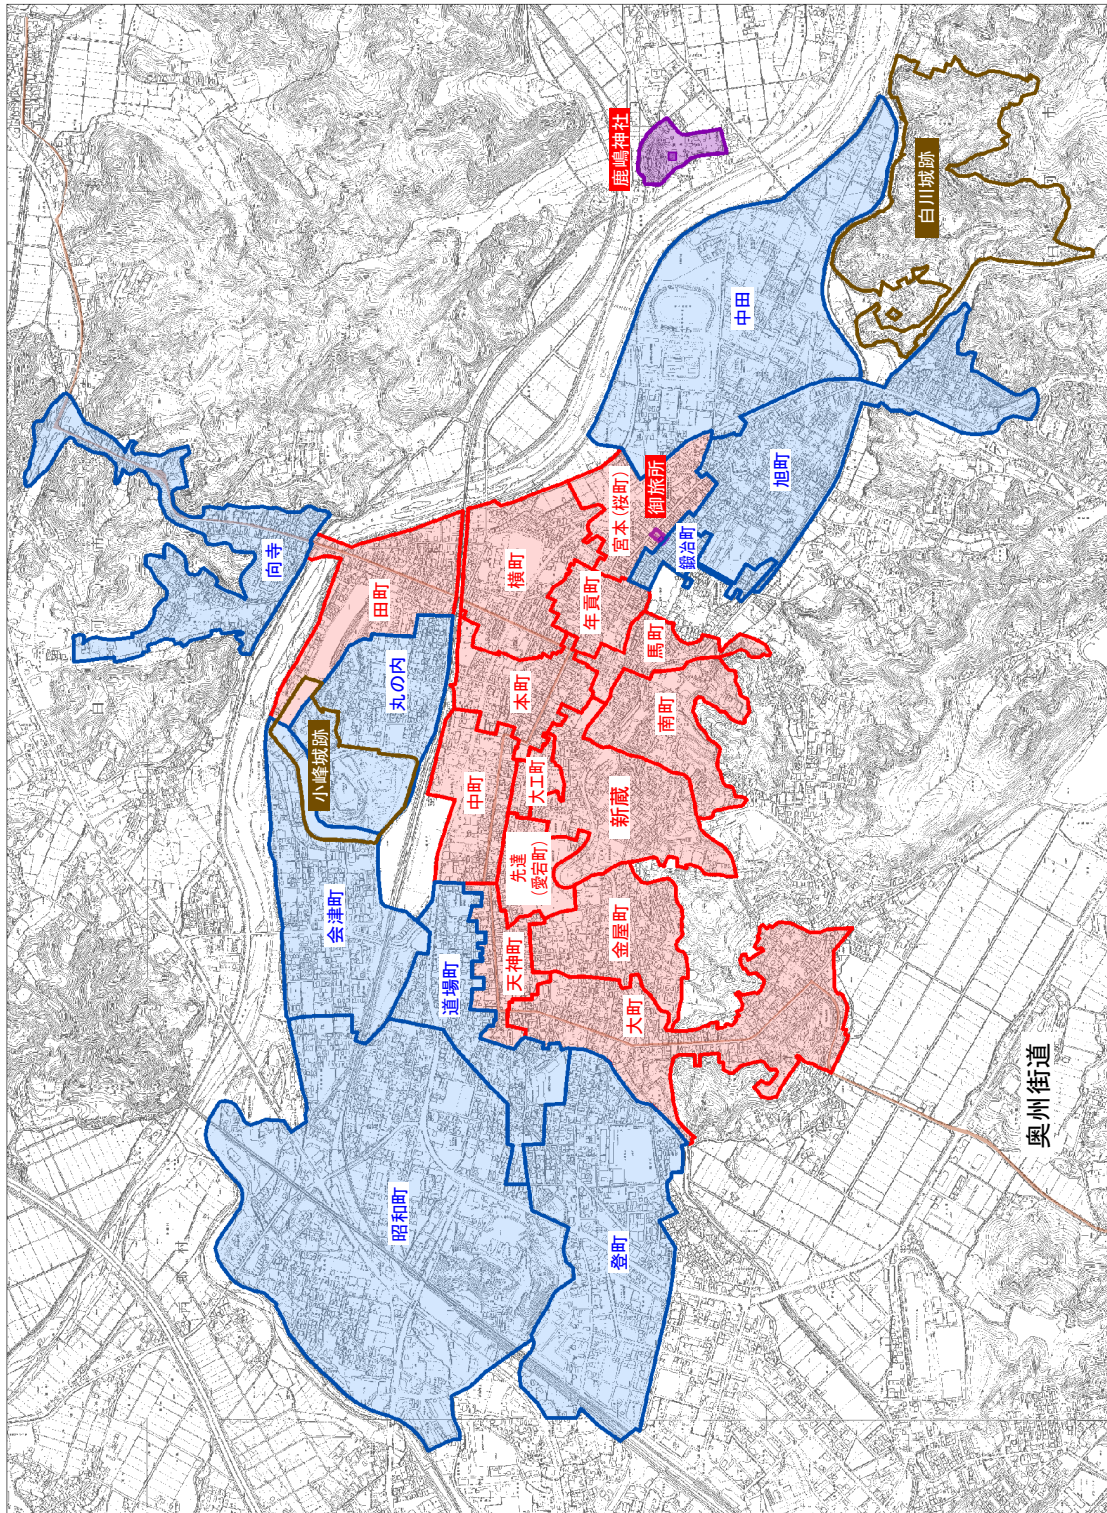 鹿嶋神社
白川城跡
中田
旭町
御旅所
宮本(桜町)
鍛冶町
向寺
田町
横町
年貢町
馬町
丸の内
本町
南町
小峰城跡
中町
大工町
新蔵
先達
(愛宕町)
会津町
道場町
天神町
金屋町
大町
奥州街道
昭和町
登町